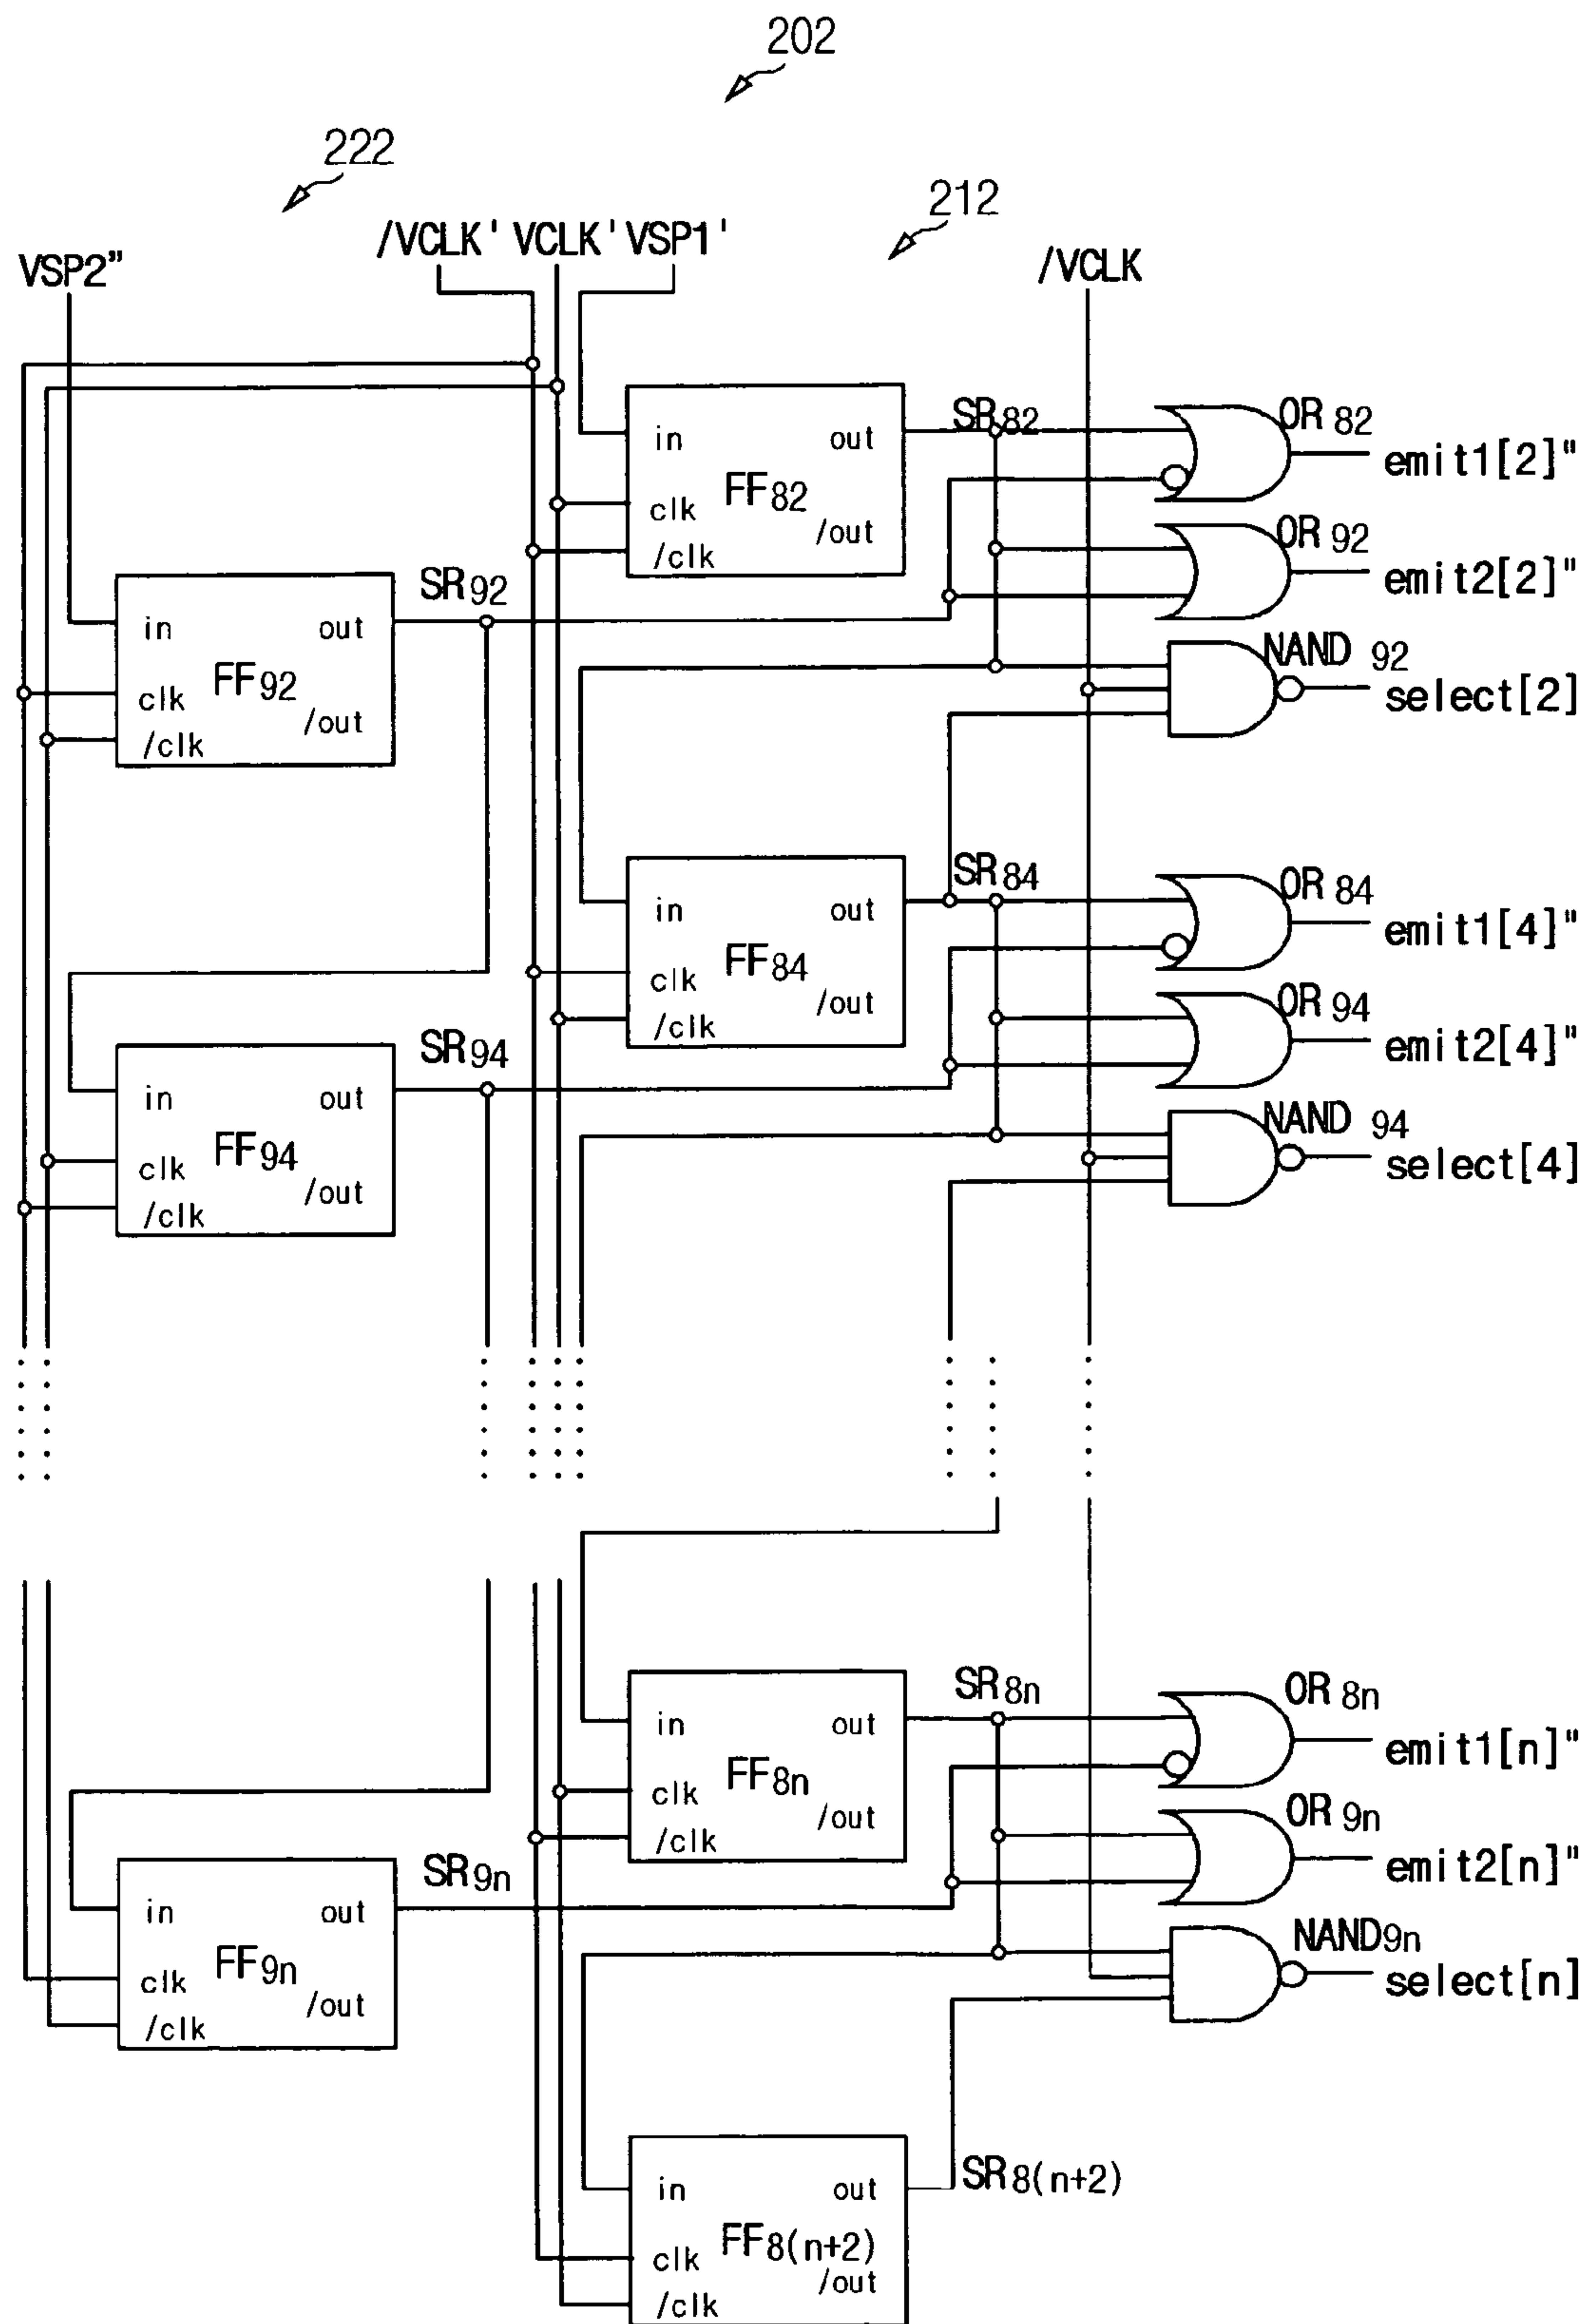 202
222
212
/VCLK' VCLK' VSP1'
VSP2"
/VCLK
in out
FF82
clk
/out
/clk
SR82
OR 82
emit1[2]"
OR 92
emit2[2]"
NAND 92
select[2]
in out
FF92
clk
/out
/clk
SR92
in out
FF84
clk
/out
/clk
SR84
OR 84
emit1[4]"
OR 94
emit2[4]"
NAND 94
select[4]
in out
FF94
clk
/out
/clk
SR94
in out
FF8n
clk
/out
/clk
SR8n
OR 8n
emit1[n]"
OR 9n
emit2[n]"
NAND9n
select[n]
in out
FF9n
clk
/out
/clk
SR9n
in out
FF8(n+2)
clk
/out
/clk
SR8(n+2)